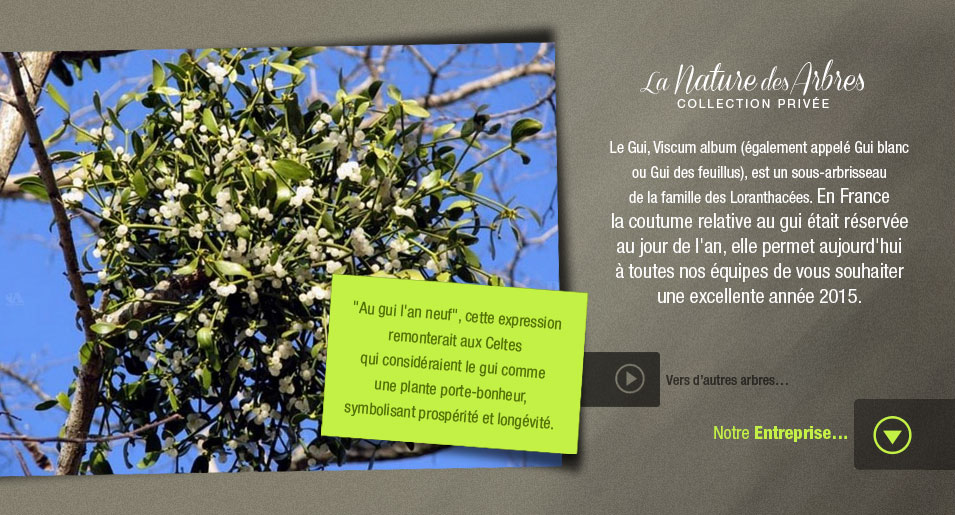 La Nature des Arbres
COLLECTION PRIVÉE
Le Gui, Viscum album (également appelé Gui blanc
ou Gui des feuillus), est un sous-arbrisseau
de la famille des Loranthacées. En France
la coutume relative au gui était réservée
au jour de l'an, elle permet aujourd'hui
à toutes nos équipes de vous souhaiter
une excellente année 2015.
"Au gui l'an neuf", cette expression
remonterait aux Celtes
qui considéraient le gui comme
une plante porte-bonheur,
symbolisant prospérité et longévité.
Vers d'autres arbres...
Notre Entreprise...